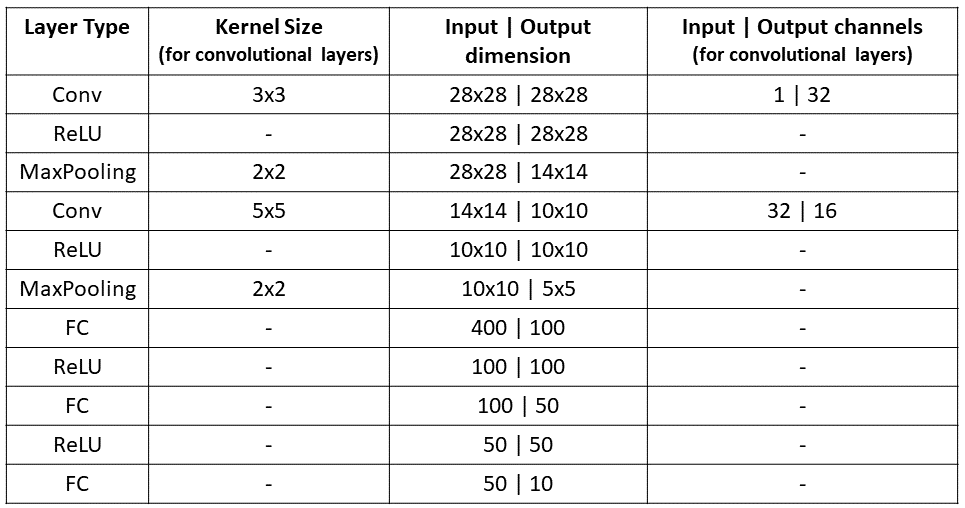 Layer Type Kernel Size Input | Output Input | Output channels
(for convolutional layers) dimension (for convolutional layers)
Conv 3x3 28x28 | 28x28 1 | 32
ReLU - 28x28 | 28x28 -
MaxPooling 2x2 28x28 | 14x14 -
Conv 5x5 14x14 | 10x10 32 | 16
ReLU - 10x10 | 10x10 -
MaxPooling 2x2 10x10 | 5x5 -
FC - 400 | 100 -
ReLU - 100 | 100 -
FC - 100 | 50 -
ReLU - 50 | 50 -
FC - 50 | 10 -